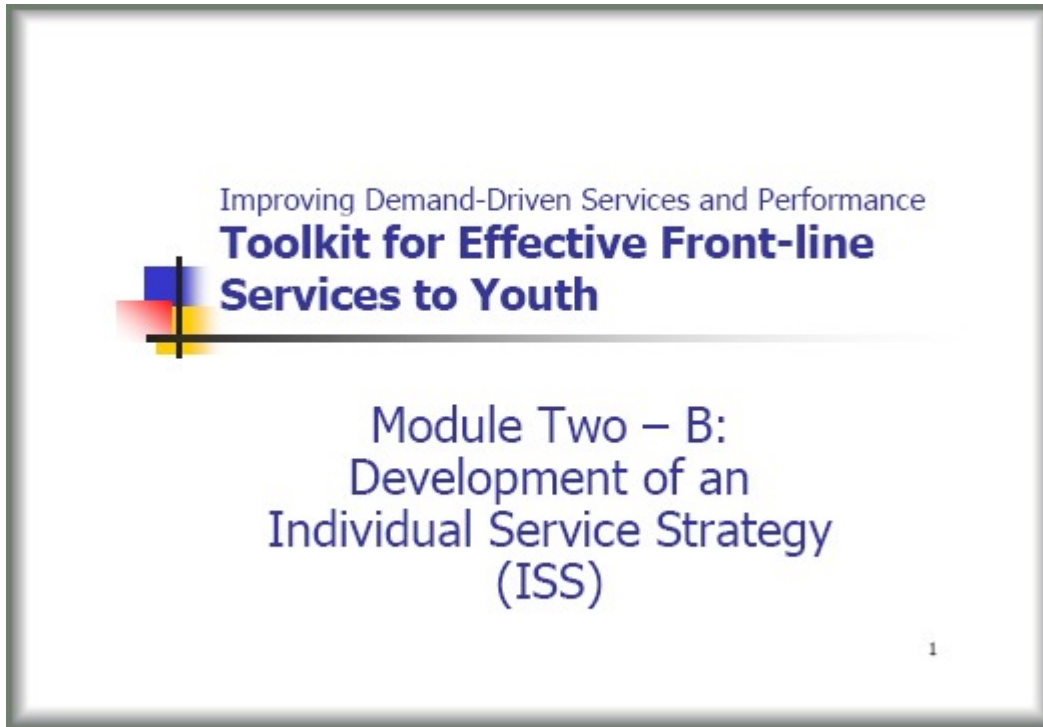 Improving Demand-Driven Services and Performance
Toolkit for Effective Front-line
Services to Youth
Module Two – B:
Development of an
Individual Service Strategy
(ISS)
1